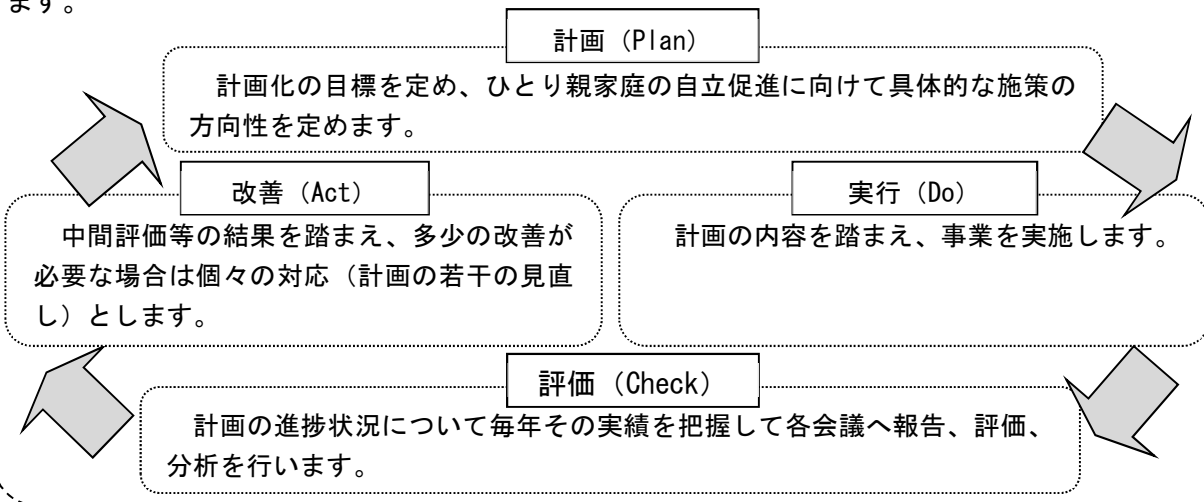 ます。
計画（Plan）
計画化の目標を定め、ひとり親家庭の自立促進に向けて具体的な施策の
方向性を定めます。
改善（Act）
中間評価等の結果を踏まえ、多少の改善が
必要な場合は個々の対応（計画の若干の見直
し）とします。
実行（Do）
計画の内容を踏まえ、事業を実施します。
評価（Check）
計画の進捗状況について毎年その実績を把握して各会議へ報告、評価、
分析を行います。